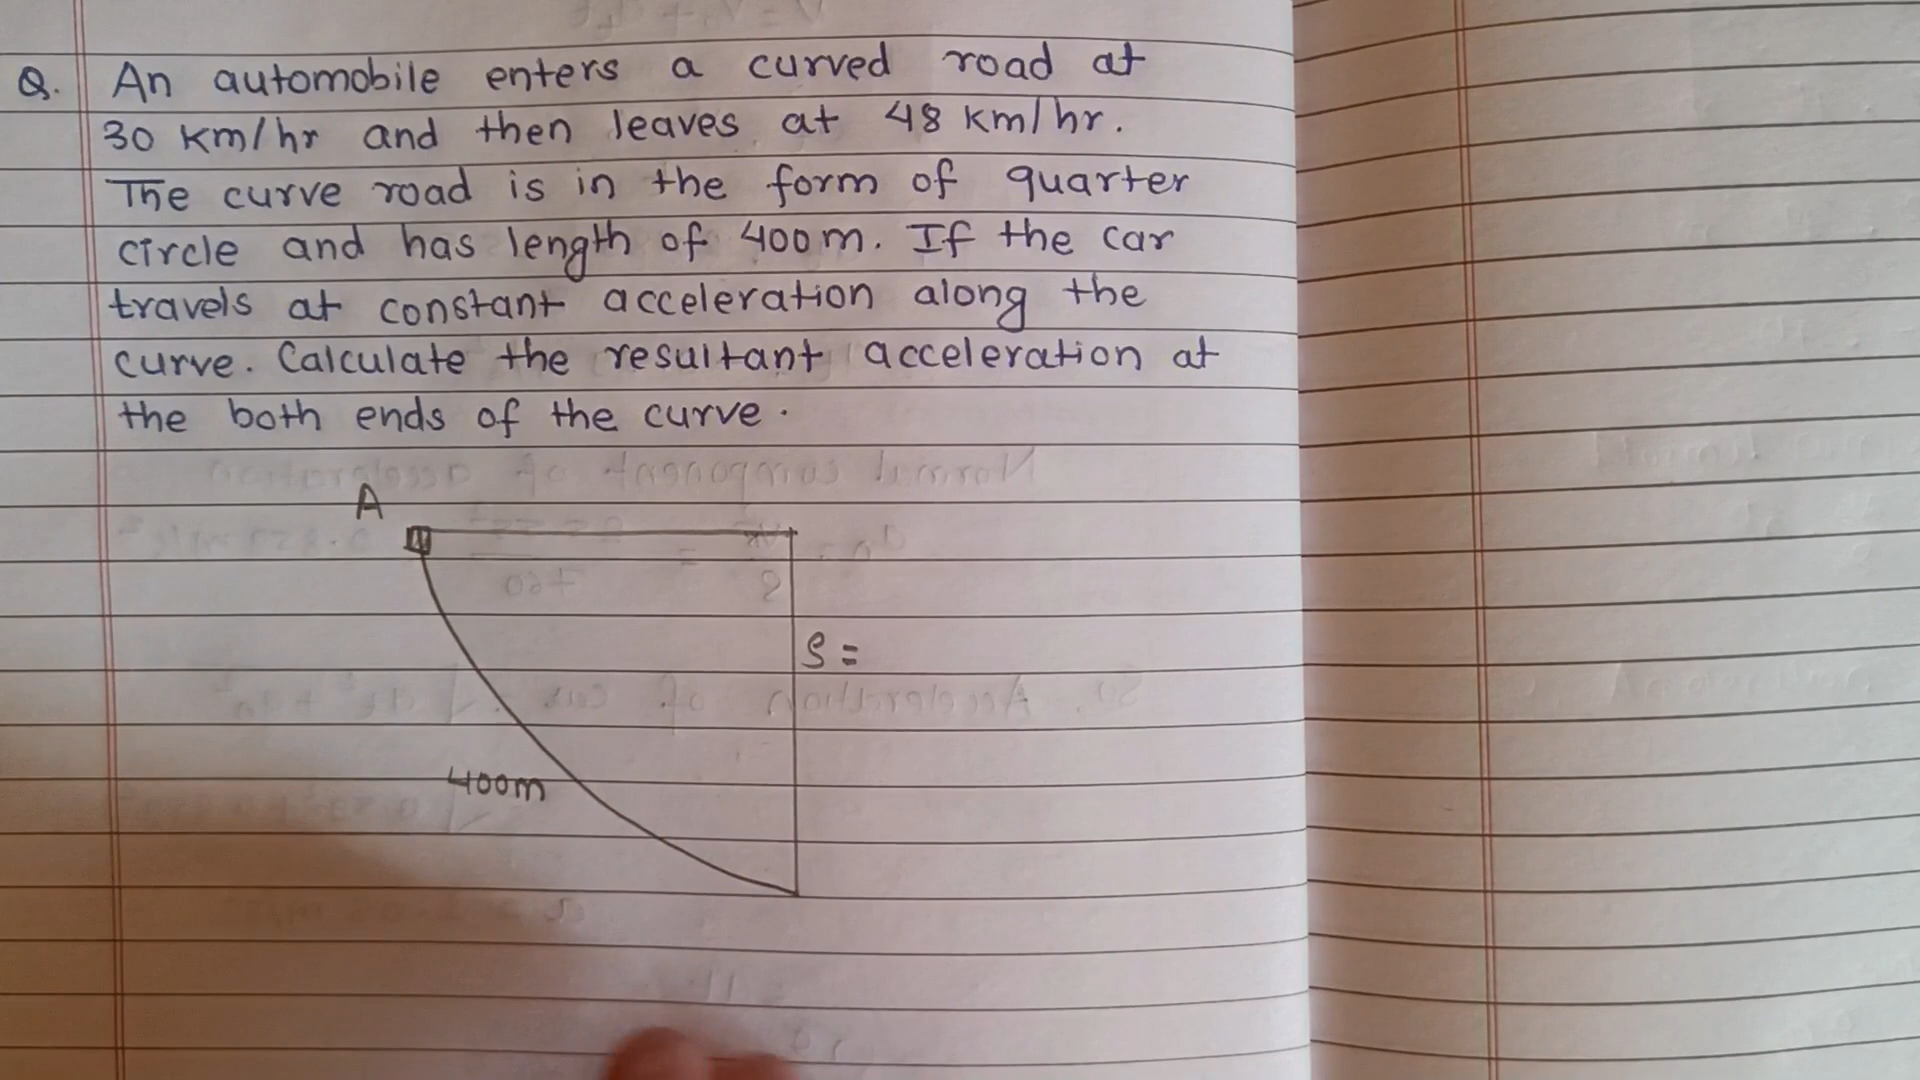 Q. An automobile enters a curved road at
30 km/hr and then leaves at 48 km/hr.
The curve road is in the form of quarter
circle and has length of 400m. If the car
travels at constant acceleration along the
curve. Calculate the resultant acceleration at
the both ends of the curve.
A
ρ =
400m